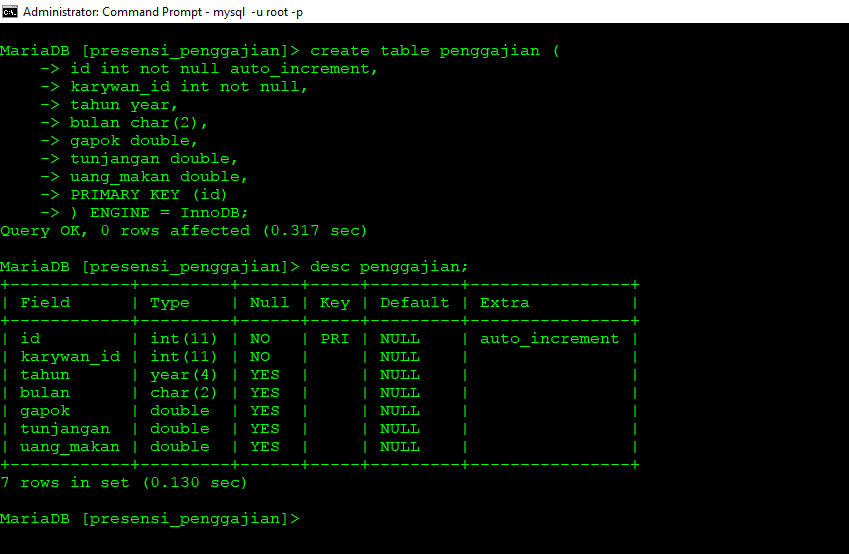 Administrator: Command Prompt - mysql  -u root -p
MariaDB [presensi_penggajian]> create table penggajian (
    -> id int not null auto_increment,
    -> karywan_id int not null,
    -> tahun year,
    -> bulan char(2),
    -> gapok double,
    -> tunjangan double,
    -> uang_makan double,
    -> PRIMARY KEY (id)
    -> ) ENGINE = InnoDB;
Query OK, 0 rows affected (0.317 sec)
MariaDB [presensi_penggajian]> desc penggajian;
+------------+---------+------+-----+---------+----------------+
| Field      | Type    | Null | Key | Default | Extra          |
+------------+---------+------+-----+---------+----------------+
| id         | int(11) | NO   | PRI | NULL    | auto_increment |
| karywan_id | int(11) | NO   |     | NULL    |                |
| tahun      | year(4) | YES  |     | NULL    |                |
| bulan      | char(2) | YES  |     | NULL    |                |
| gapok      | double  | YES  |     | NULL    |                |
| tunjangan  | double  | YES  |     | NULL    |                |
| uang_makan | double  | YES  |     | NULL    |                |
+------------+---------+------+-----+---------+----------------+
7 rows in set (0.130 sec)
MariaDB [presensi_penggajian]>